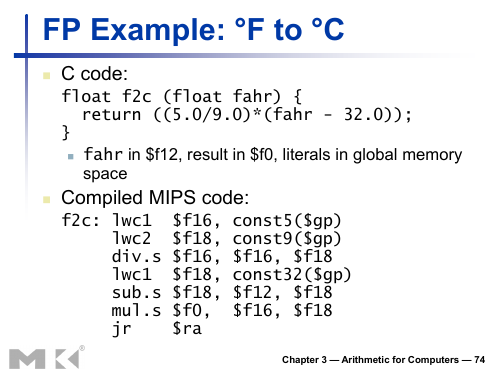 FP Example: °F to °C
C code:
float f2c (float fahr) {
  return ((5.0/9.0)*(fahr - 32.0));
}
fahr in $f12, result in $f0, literals in global memory
space
Compiled MIPS code:
f2c: lwc1  $f16, const5($gp)
     lwc2  $f18, const9($gp)
     div.s $f16, $f16, $f18
     lwc1  $f18, const32($gp)
     sub.s $f18, $f12, $f18
     mul.s $f0,  $f16, $f18
     jr    $ra
MK®
Chapter 3 — Arithmetic for Computers — 74